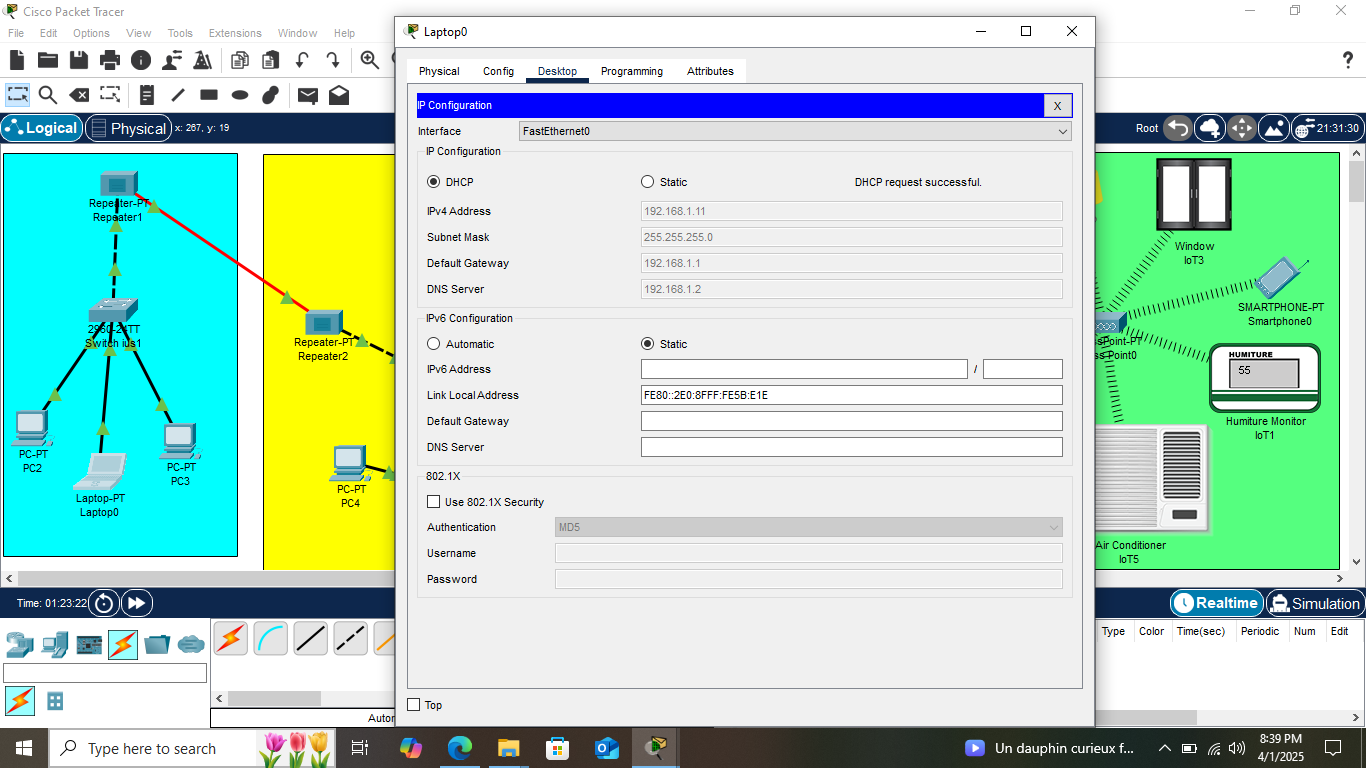 Cisco Packet Tracer
File Edit Options View Tools Extensions Window Help
Logical Physical x: 267, y: 19
Root 21:31:30
Repeater-PT
Repeater1
2960-24TT
PC-PT
PC2
Laptop-PT
Laptop0
PC-PT
PC3
Repeater-PT
Repeater2
PC-PT
PC4
Laptop0
Physical Config Desktop Programming Attributes
IP Configuration X
Interface FastEthernet0
IP Configuration
DHCP Static DHCP request successful.
IPv4 Address 192.168.1.11
Subnet Mask 255.255.255.0
Default Gateway 192.168.1.1
DNS Server 192.168.1.2
IPv6 Configuration
Automatic Static
IPv6 Address /
Link Local Address FE80::2E0:8FFF:FE5B:E1E
Default Gateway
DNS Server
802.1X
Use 802.1X Security
Authentication MD5
Username
Password
Top
Window
IoT3
SMARTPHONE-PT
Smartphone0
HUMITURE
55
Humiture Monitor
IoT1
Air Conditioner
IoT5
Time: 01:23:22
Realtime Simulation
Type Color Time(sec) Periodic Num Edit
Type here to search
Un dauphin curieux f...
8:39 PM
4/1/2025